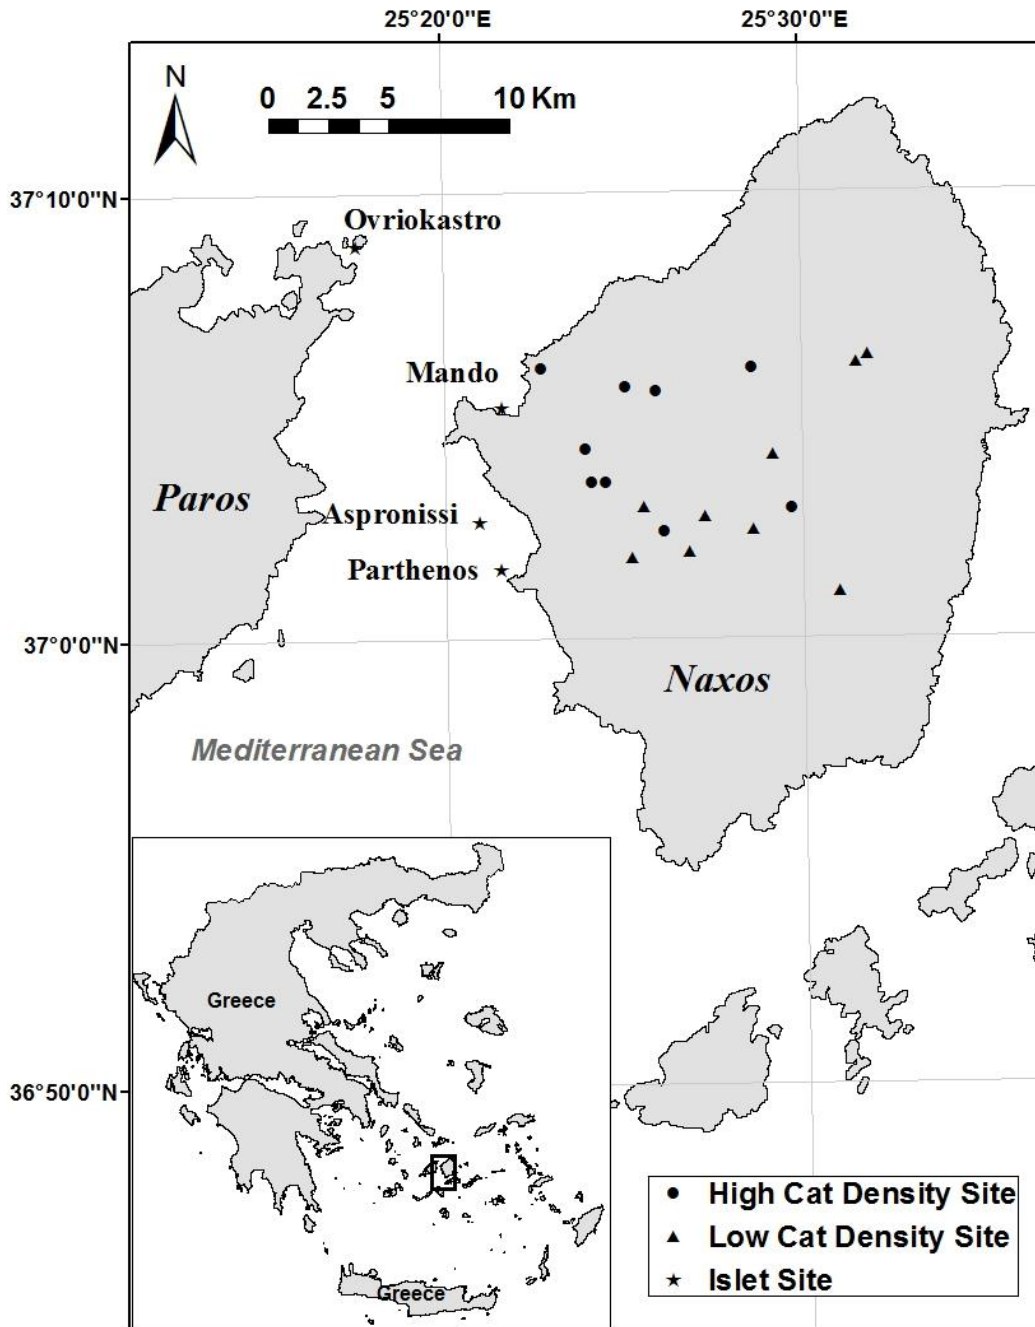 25°20'0"E
25°30'0"E
N
0 2.5 5 10 Km
37°10'0"N
Ovriokastro
Mando
Paros
Aspronissi
Parthenos
37°0'0"N
Naxos
Mediterranean Sea
Greece
36°50'0"N
High Cat Density Site
Low Cat Density Site
Islet Site
Greece